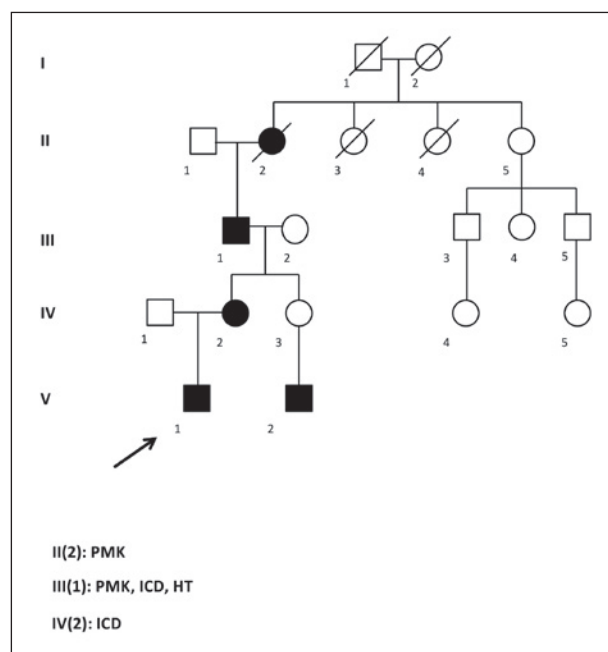 I
1 2
II
1 2 3 4 5
III
1 2 3 4 5
IV
1 2 3 4 5
V
1 2
II(2): PMK
III(1): PMK, ICD, HT
IV(2): ICD